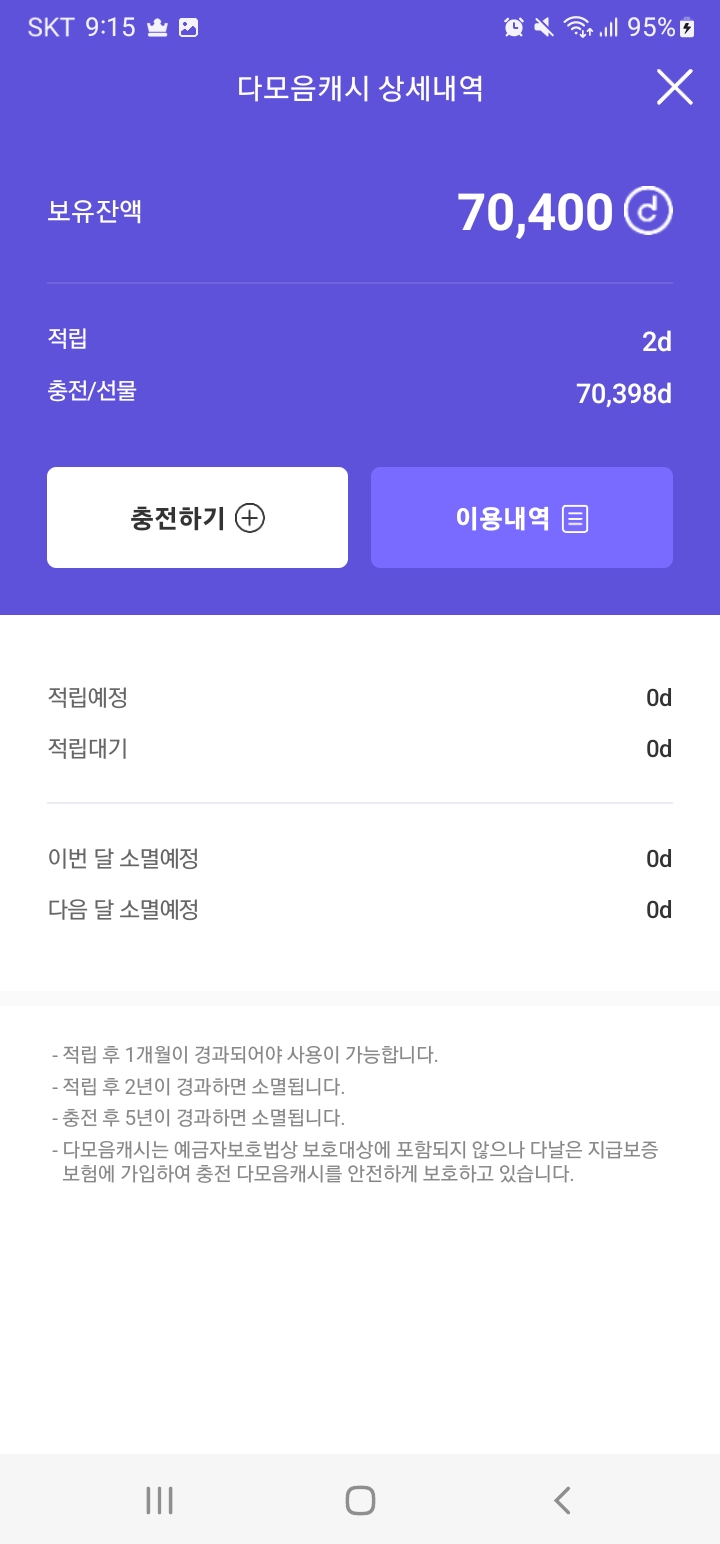 SKT 9:15 95%
다모음캐시 상세내역
보유잔액 70,400 d
적립 2d
충전/선물 70,398d
충전하기 이용내역
적립예정 0d
적립대기 0d
이번 달 소멸예정 0d
다음 달 소멸예정 0d
- 적립 후 1개월이 경과되어야 사용이 가능합니다.
- 적립 후 2년이 경과하면 소멸됩니다.
- 충전 후 5년이 경과하면 소멸됩니다.
- 다모음캐시는 예금자보호법상 보호대상에 포함되지 않으나 다날은 지급보증
보험에 가입하여 충전 다모음캐시를 안전하게 보호하고 있습니다.